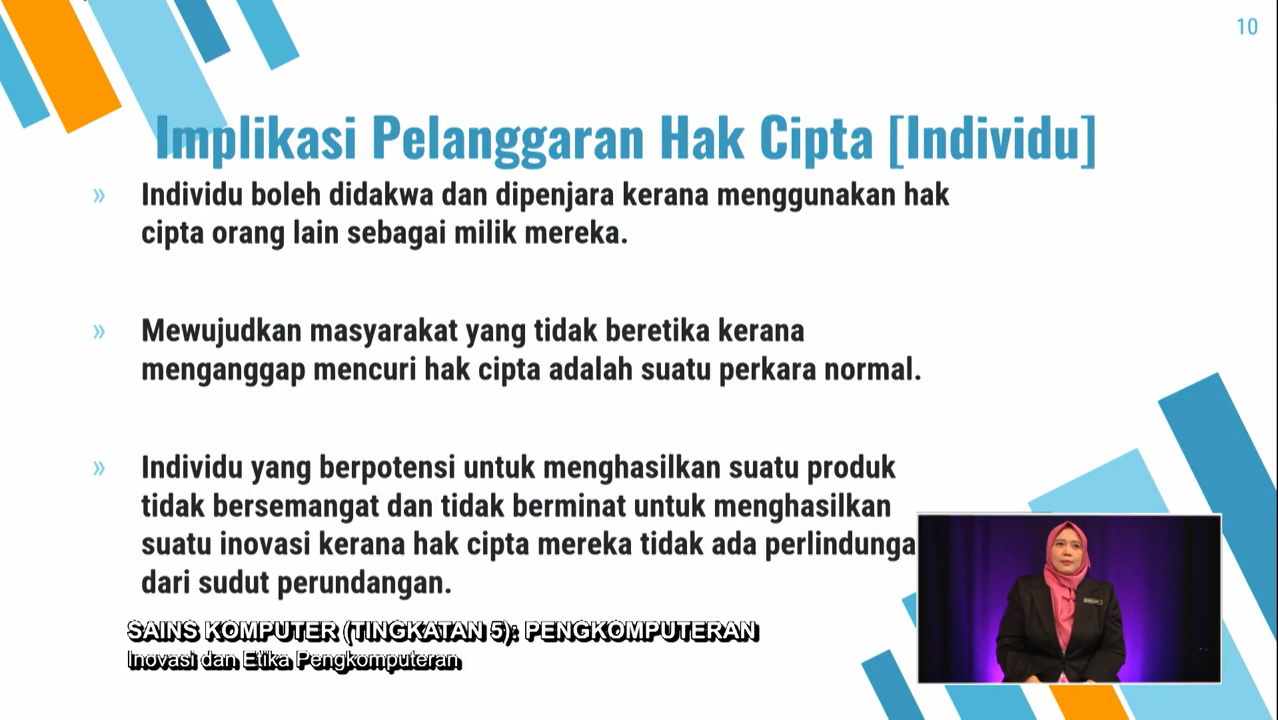 10
Implikasi Pelanggaran Hak Cipta [Individu]
» Individu boleh didakwa dan dipenjara kerana menggunakan hak
cipta orang lain sebagai milik mereka.
» Mewujudkan masyarakat yang tidak beretika kerana
menganggap mencuri hak cipta adalah suatu perkara normal.
» Individu yang berpotensi untuk menghasilkan suatu produk
tidak bersemangat dan tidak berminat untuk menghasilkan
suatu inovasi kerana hak cipta mereka tidak ada perlindunga
dari sudut perundangan.
SAINS KOMPUTER (TINGKATAN 5): PENGKOMPUTERAN
Inovasi dan Etika Pengkomputeran